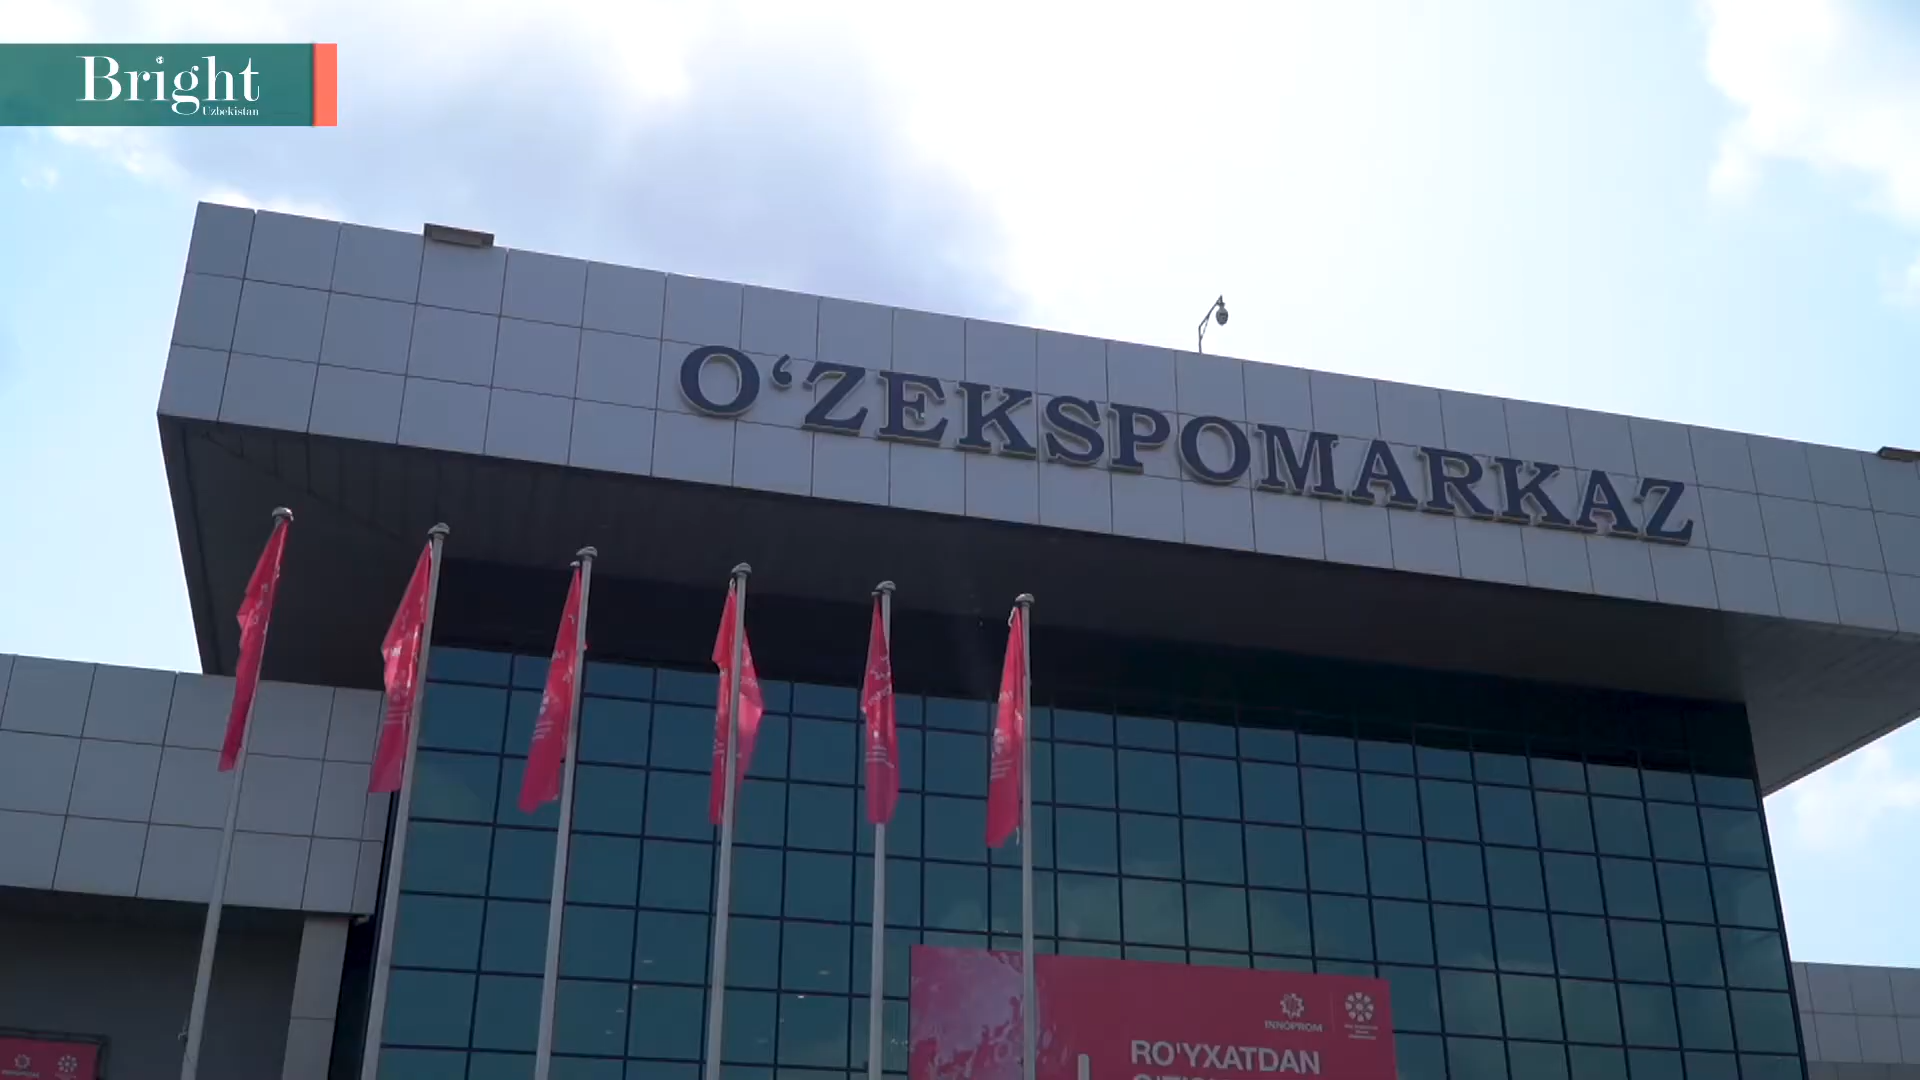 Bright
Uzbekistan
O‘ZEKSPOMARKAZ
INNOPROM
RO'YXATDAN